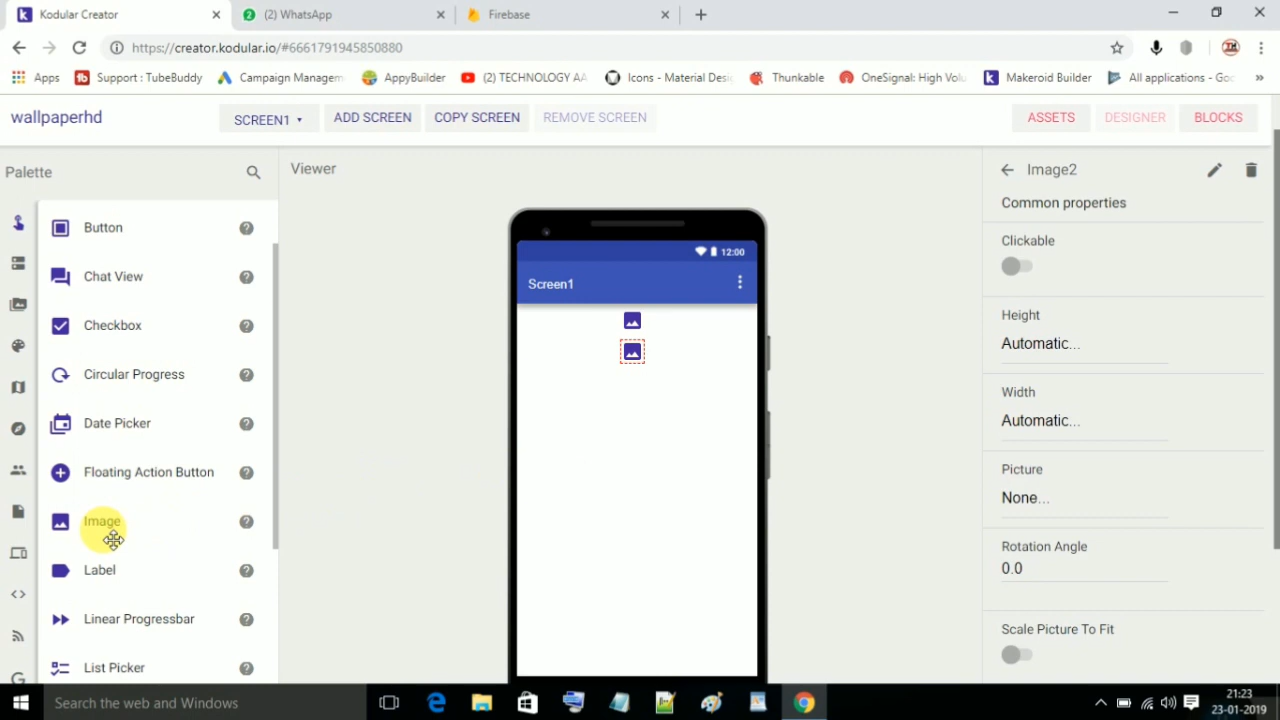 Kodular Creator
(2) WhatsApp
Firebase
https://creator.kodular.io/#6661791945850880
Apps
Support : TubeBuddy
Campaign Managem
AppyBuilder
(2) TECHNOLOGY AA
Icons - Material Desi
Thunkable
OneSignal: High Volu
Makeroid Builder
All applications - Goo
»
wallpaperhd
SCREEN1
ADD SCREEN
COPY SCREEN
REMOVE SCREEN
ASSETS
DESIGNER
BLOCKS
Palette
Viewer
Image2
Common properties
Button
Chat View
Checkbox
Circular Progress
Date Picker
Floating Action Button
Image
Label
Linear Progressbar
List Picker
12:00
Screen1
Clickable
Height
Automatic...
Width
Automatic...
Picture
None...
Rotation Angle
0.0
Scale Picture To Fit
Search the web and Windows
21:23
23-01-2019